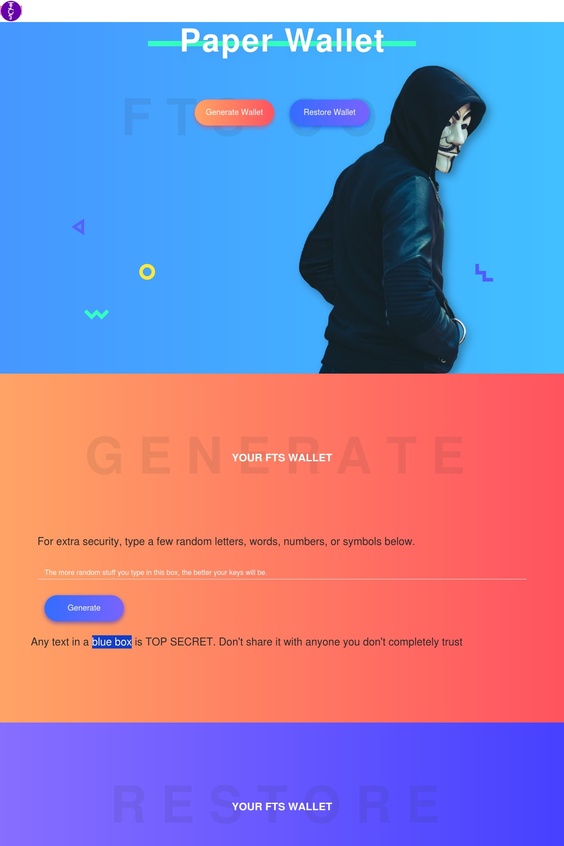 Paper Wallet
Generate Wallet
Restore Wallet
GENERATE
YOUR FTS WALLET
For extra security, type a few random letters, words, numbers, or symbols below.
The more random stuff you type in this box, the better your keys will be.
Generate
Any text in a blue box is TOP SECRET. Don't share it with anyone you don't completely trust
RESTORE
YOUR FTS WALLET